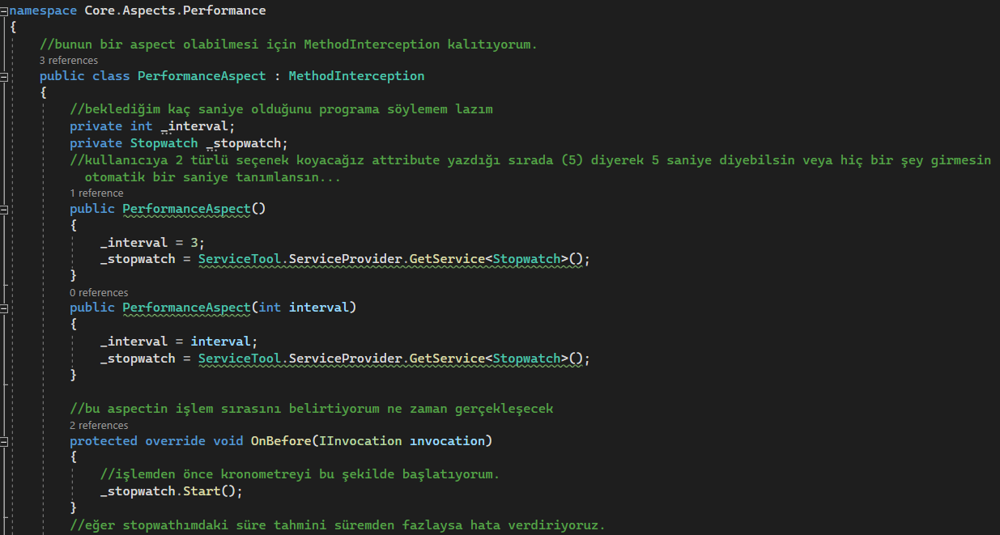 namespace Core.Aspects.Performance
{
//bunun bir aspect olabilmesi için MethodInterception kalıtıyorum.
3 references
public class PerformanceAspect : MethodInterception
{
//beklediğim kaç saniye olduğunu programa söylemem lazım
private int _interval;
private Stopwatch _stopwatch;
//kullanıcıya 2 türlü seçenek koyacağız attribute yazdığı sırada (5) diyerek 5 saniye diyebilsin veya hiç bir şey girmesin
otomatik bir saniye tanımlansın...
1 reference
public PerformanceAspect()
{
_interval = 3;
_stopwatch = ServiceTool.ServiceProvider.GetService<Stopwatch>();
}
0 references
public PerformanceAspect(int interval)
{
_interval = interval;
_stopwatch = ServiceTool.ServiceProvider.GetService<Stopwatch>();
}
//bu aspectin işlem sırasını belirtiyorum ne zaman gerçekleşecek
2 references
protected override void OnBefore(IInvocation ınvocation)
{
//işlemden önce kronometreyi bu şekilde başlatıyorum.
_stopwatch.Start();
}
//eğer stopwathımdaki süre tahmini süremden fazlaysa hata verdiriyoruz.